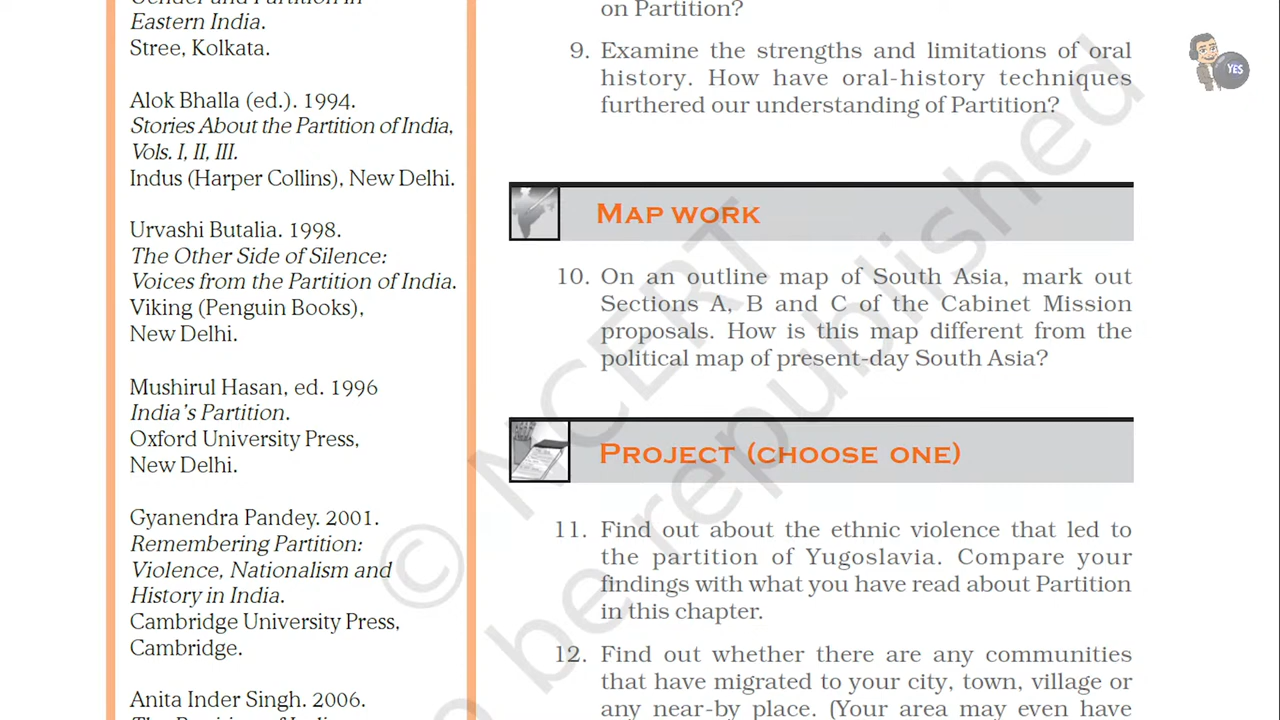 Gender and Partition in
Eastern India.
Stree, Kolkata.
Alok Bhalla (ed.). 1994.
Stories About the Partition of India,
Vols. I, II, III.
Indus (Harper Collins), New Delhi.
Urvashi Butalia. 1998.
The Other Side of Silence:
Voices from the Partition of India.
Viking (Penguin Books),
New Delhi.
Mushirul Hasan, ed. 1996
India's Partition.
Oxford University Press,
New Delhi.
Gyanendra Pandey. 2001.
Remembering Partition:
Violence, Nationalism and
History in India.
Cambridge University Press,
Cambridge.
Anita Inder Singh. 2006.
on Partition?
9. Examine the strengths and limitations of oral
history. How have oral-history techniques
furthered our understanding of Partition?
MAP WORK
10. On an outline map of South Asia, mark out
Sections A, B and C of the Cabinet Mission
proposals. How is this map different from the
political map of present-day South Asia?
PROJECT (CHOOSE ONE)
11. Find out about the ethnic violence that led to
the partition of Yugoslavia. Compare your
findings with what you have read about Partition
in this chapter.
12. Find out whether there are any communities
that have migrated to your city, town, village or
any near-by place. (Your area may even have
YES
© NCERT
be republished